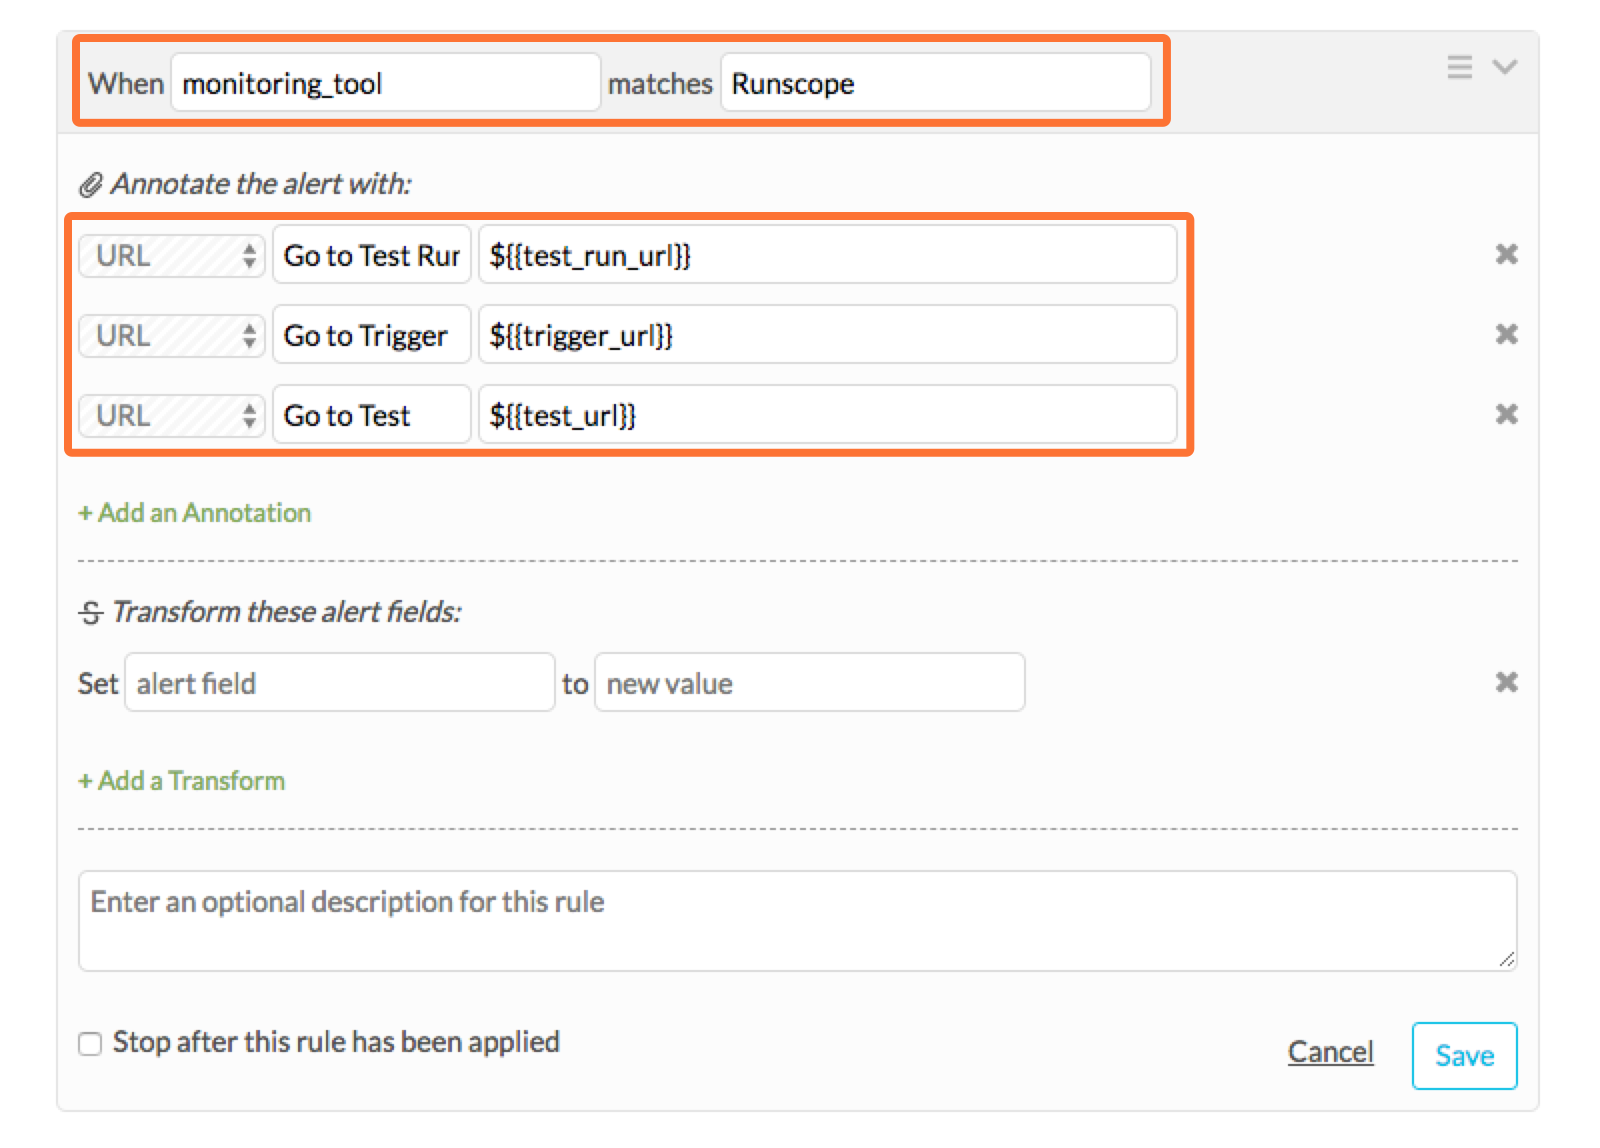 When monitoring_tool matches Runscope
Annotate the alert with:
URL Go to Test Run ${{test_run_url}}
URL Go to Trigger ${{trigger_url}}
URL Go to Test ${{test_url}}
+ Add an Annotation
Transform these alert fields:
Set alert field to new value
+ Add a Transform
Enter an optional description for this rule
Stop after this rule has been applied
Cancel Save